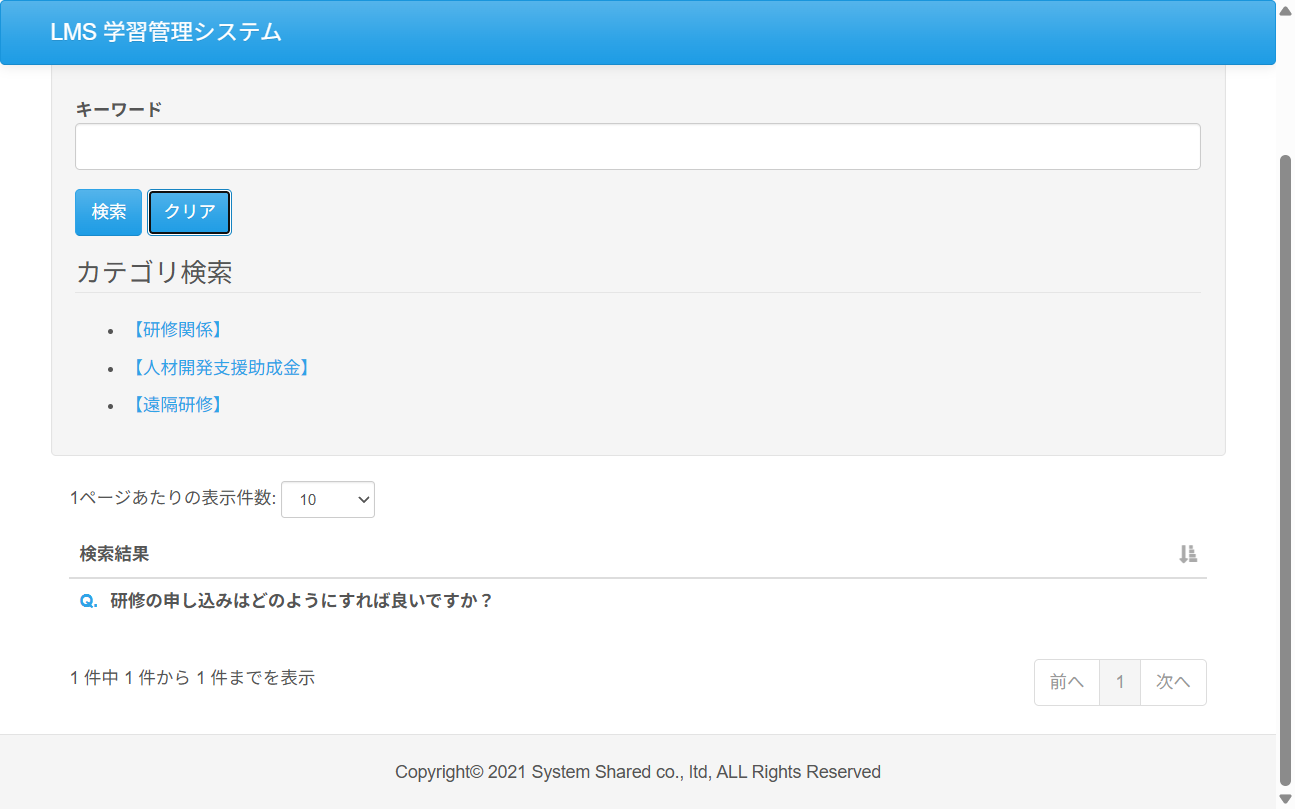 LMS 学習管理システム
キーワード
検索 クリア
カテゴリ検索
【研修関係】
【人材開発支援助成金】
【遠隔研修】
1ページあたりの表示件数: 10
検索結果
Q. 研修の申し込みはどのようにすれば良いですか？
1 件中 1 件から 1 件までを表示
前へ 1 次へ
Copyright© 2021 System Shared co., ltd, ALL Rights Reserved